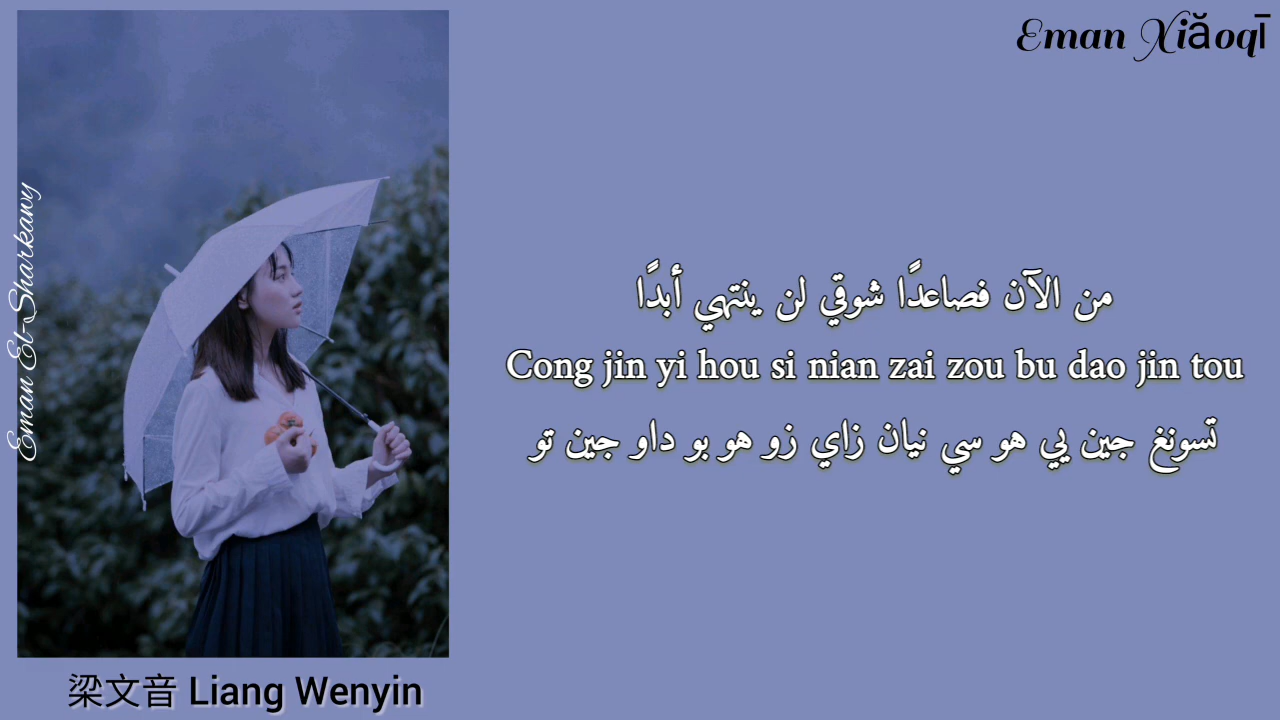 Eman Xiǎoqī
Eman El-Sharkawy
من الآن فصاعدًا شوقي لن ينتهي أبدًا
Cong jin yi hou si nian zai zou bu dao jin tou
تسونغ جين يي هو سي نيان زاي زو هو بو داو جين تو
梁文音 Liang Wenyin